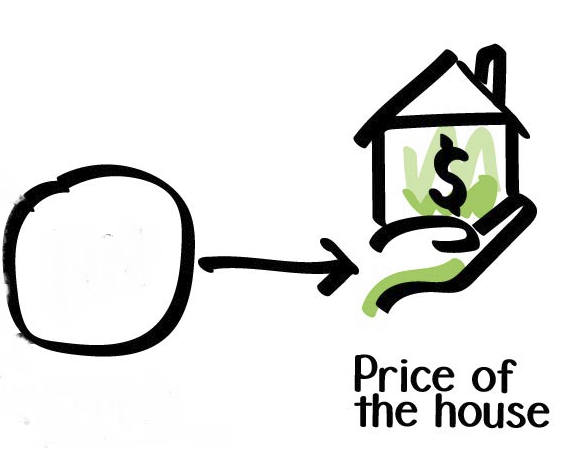 $
Price of
the house